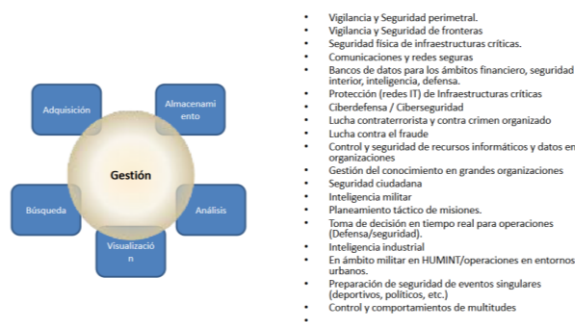 Adquisición
Almacenami
ento
Gestión
Búsqueda
Análisis
Visualizació
n
• Vigilancia y Seguridad perimetral.
• Vigilancia y Seguridad de fronteras
• Seguridad física de infraestructuras críticas.
• Comunicaciones y redes seguras
• Bancos de datos para los ámbitos financiero, seguridad
interior, inteligencia, defensa.
• Protección (redes IT) de Infraestructuras críticas
• Ciberdefensa / Ciberseguridad
• Lucha contraterrorista y contra crimen organizado
• Lucha contra el fraude
• Control y seguridad de recursos informáticos y datos en
organizaciones
• Gestión del conocimiento en grandes organizaciones
• Seguridad ciudadana
• Inteligencia militar
• Planeamiento táctico de misiones.
• Toma de decisión en tiempo real para operaciones
(Defensa/seguridad).
• Inteligencia industrial
• En ámbito militar en HUMINT/operaciones en entornos
urbanos.
• Preparación de seguridad de eventos singulares
(deportivos, políticos, etc.)
• Control y comportamientos de multitudes
•